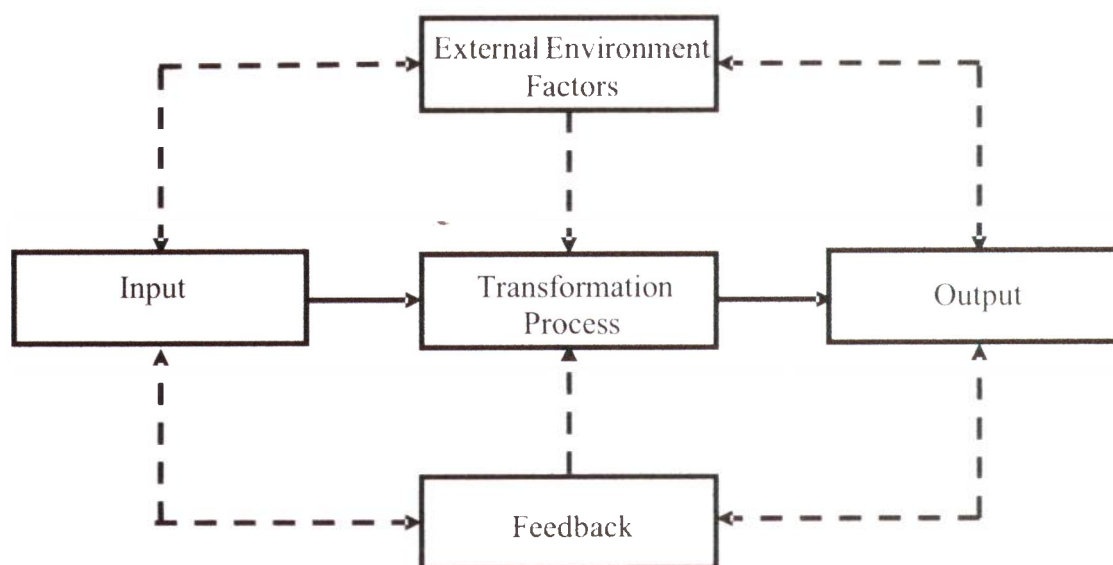 External Environment
Factors
Input
Transformation
Process
Output
Feedback